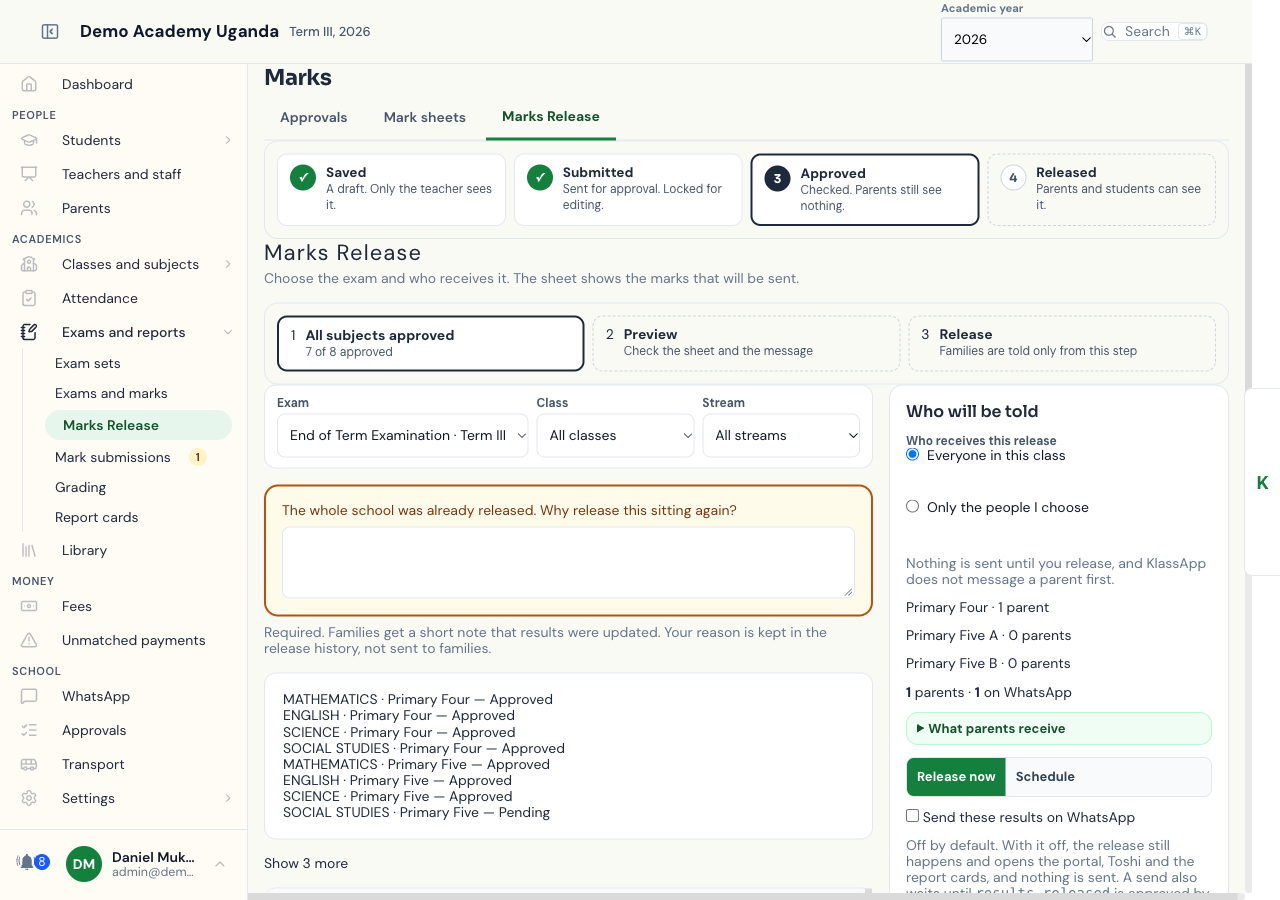 Demo Academy Uganda Term III, 2026
Academic year
2026
Search ⌘K
Dashboard
PEOPLE
Students
Teachers and staff
Parents
ACADEMICS
Classes and subjects
Attendance
Exams and reports
Exam sets
Exams and marks
Marks Release
Mark submissions 1
Grading
Report cards
Library
MONEY
Fees
Unmatched payments
SCHOOL
WhatsApp
Approvals
Transport
Settings
8
DM
Daniel Muk...
admin@dem...
Marks
Approvals Mark sheets Marks Release
✓ Saved
A draft. Only the teacher sees
it.
✓ Submitted
Sent for approval. Locked for
editing.
3 Approved
Checked. Parents still see
nothing.
4 Released
Parents and students can see
it.
Marks Release
Choose the exam and who receives it. The sheet shows the marks that will be sent.
1 All subjects approved
7 of 8 approved
2 Preview
Check the sheet and the message
3 Release
Families are told only from this step
Exam Class Stream
End of Term Examination · Term III All classes All streams
The whole school was already released. Why release this sitting again?
Required. Families get a short note that results were updated. Your reason is kept in the
release history, not sent to families.
MATHEMATICS · Primary Four — Approved
ENGLISH · Primary Four — Approved
SCIENCE · Primary Four — Approved
SOCIAL STUDIES · Primary Four — Approved
MATHEMATICS · Primary Five — Approved
ENGLISH · Primary Five — Approved
SCIENCE · Primary Five — Approved
SOCIAL STUDIES · Primary Five — Pending
Show 3 more
Who will be told
Who receives this release
Everyone in this class
Only the people I choose
Nothing is sent until you release, and KlassApp
does not message a parent first.
Primary Four · 1 parent
Primary Five A · 0 parents
Primary Five B · 0 parents
1 parents · 1 on WhatsApp
▶ What parents receive
Release now Schedule
Send these results on WhatsApp
Off by default. With it off, the release still
happens and opens the portal, Toshi and the
report cards, and nothing is sent. A send also
waits until results_released is approved by
K